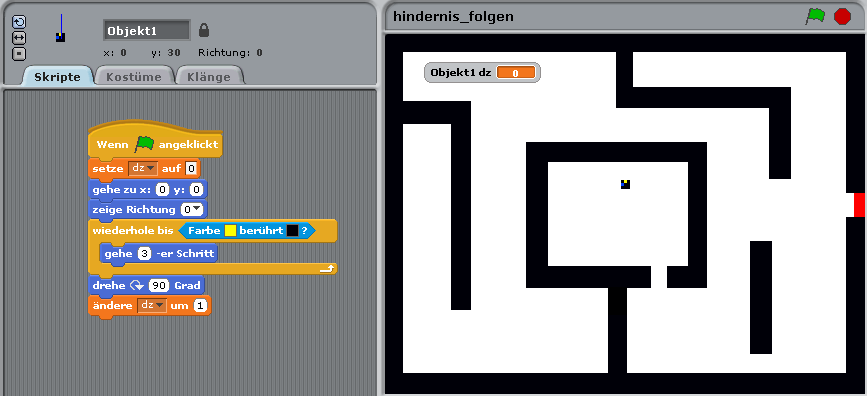 Objekt1
x: 0 y: 30 Richtung: 0
Skripte Kostüme Klänge
Wenn angeklickt
setze dz auf 0
gehe zu x: 0 y: 0
zeige Richtung 0
wiederhole bis Farbe berührt ?
gehe 3 -er Schritt
drehe 90 Grad
ändere dz um 1
hindernis_folgen
Objekt1 dz 0